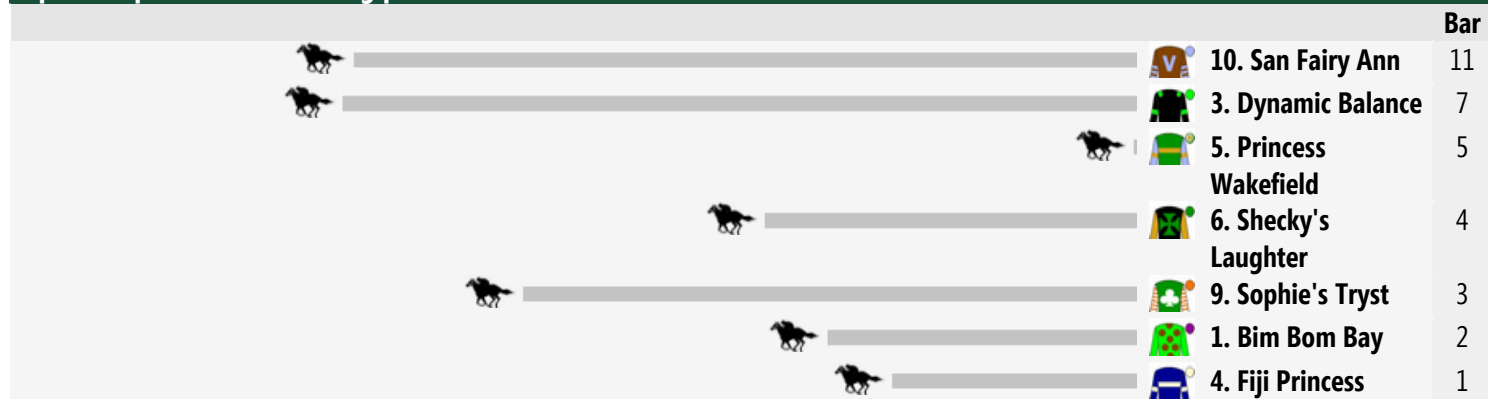 Bar
10. San Fairy Ann 11
3. Dynamic Balance 7
5. Princess 5
Wakefield
6. Shecky's 4
Laughter
9. Sophie's Tryst 3
1. Bim Bom Bay 2
4. Fiji Princess 1